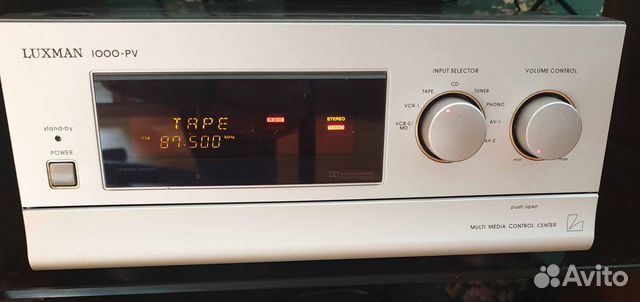 LUXMAN 1000-PV
INPUT SELECTOR
VOLUME CONTROL
TAPE
CD
TUNER
VCR-1
PHONO
VCR-2/
MD
AV-1
AV-2
min
max
TAPE
STEREO
FM 87.500 MHz
stand-by
POWER
remote sensor
push open
MULTI MEDIA CONTROL CENTER
Avito